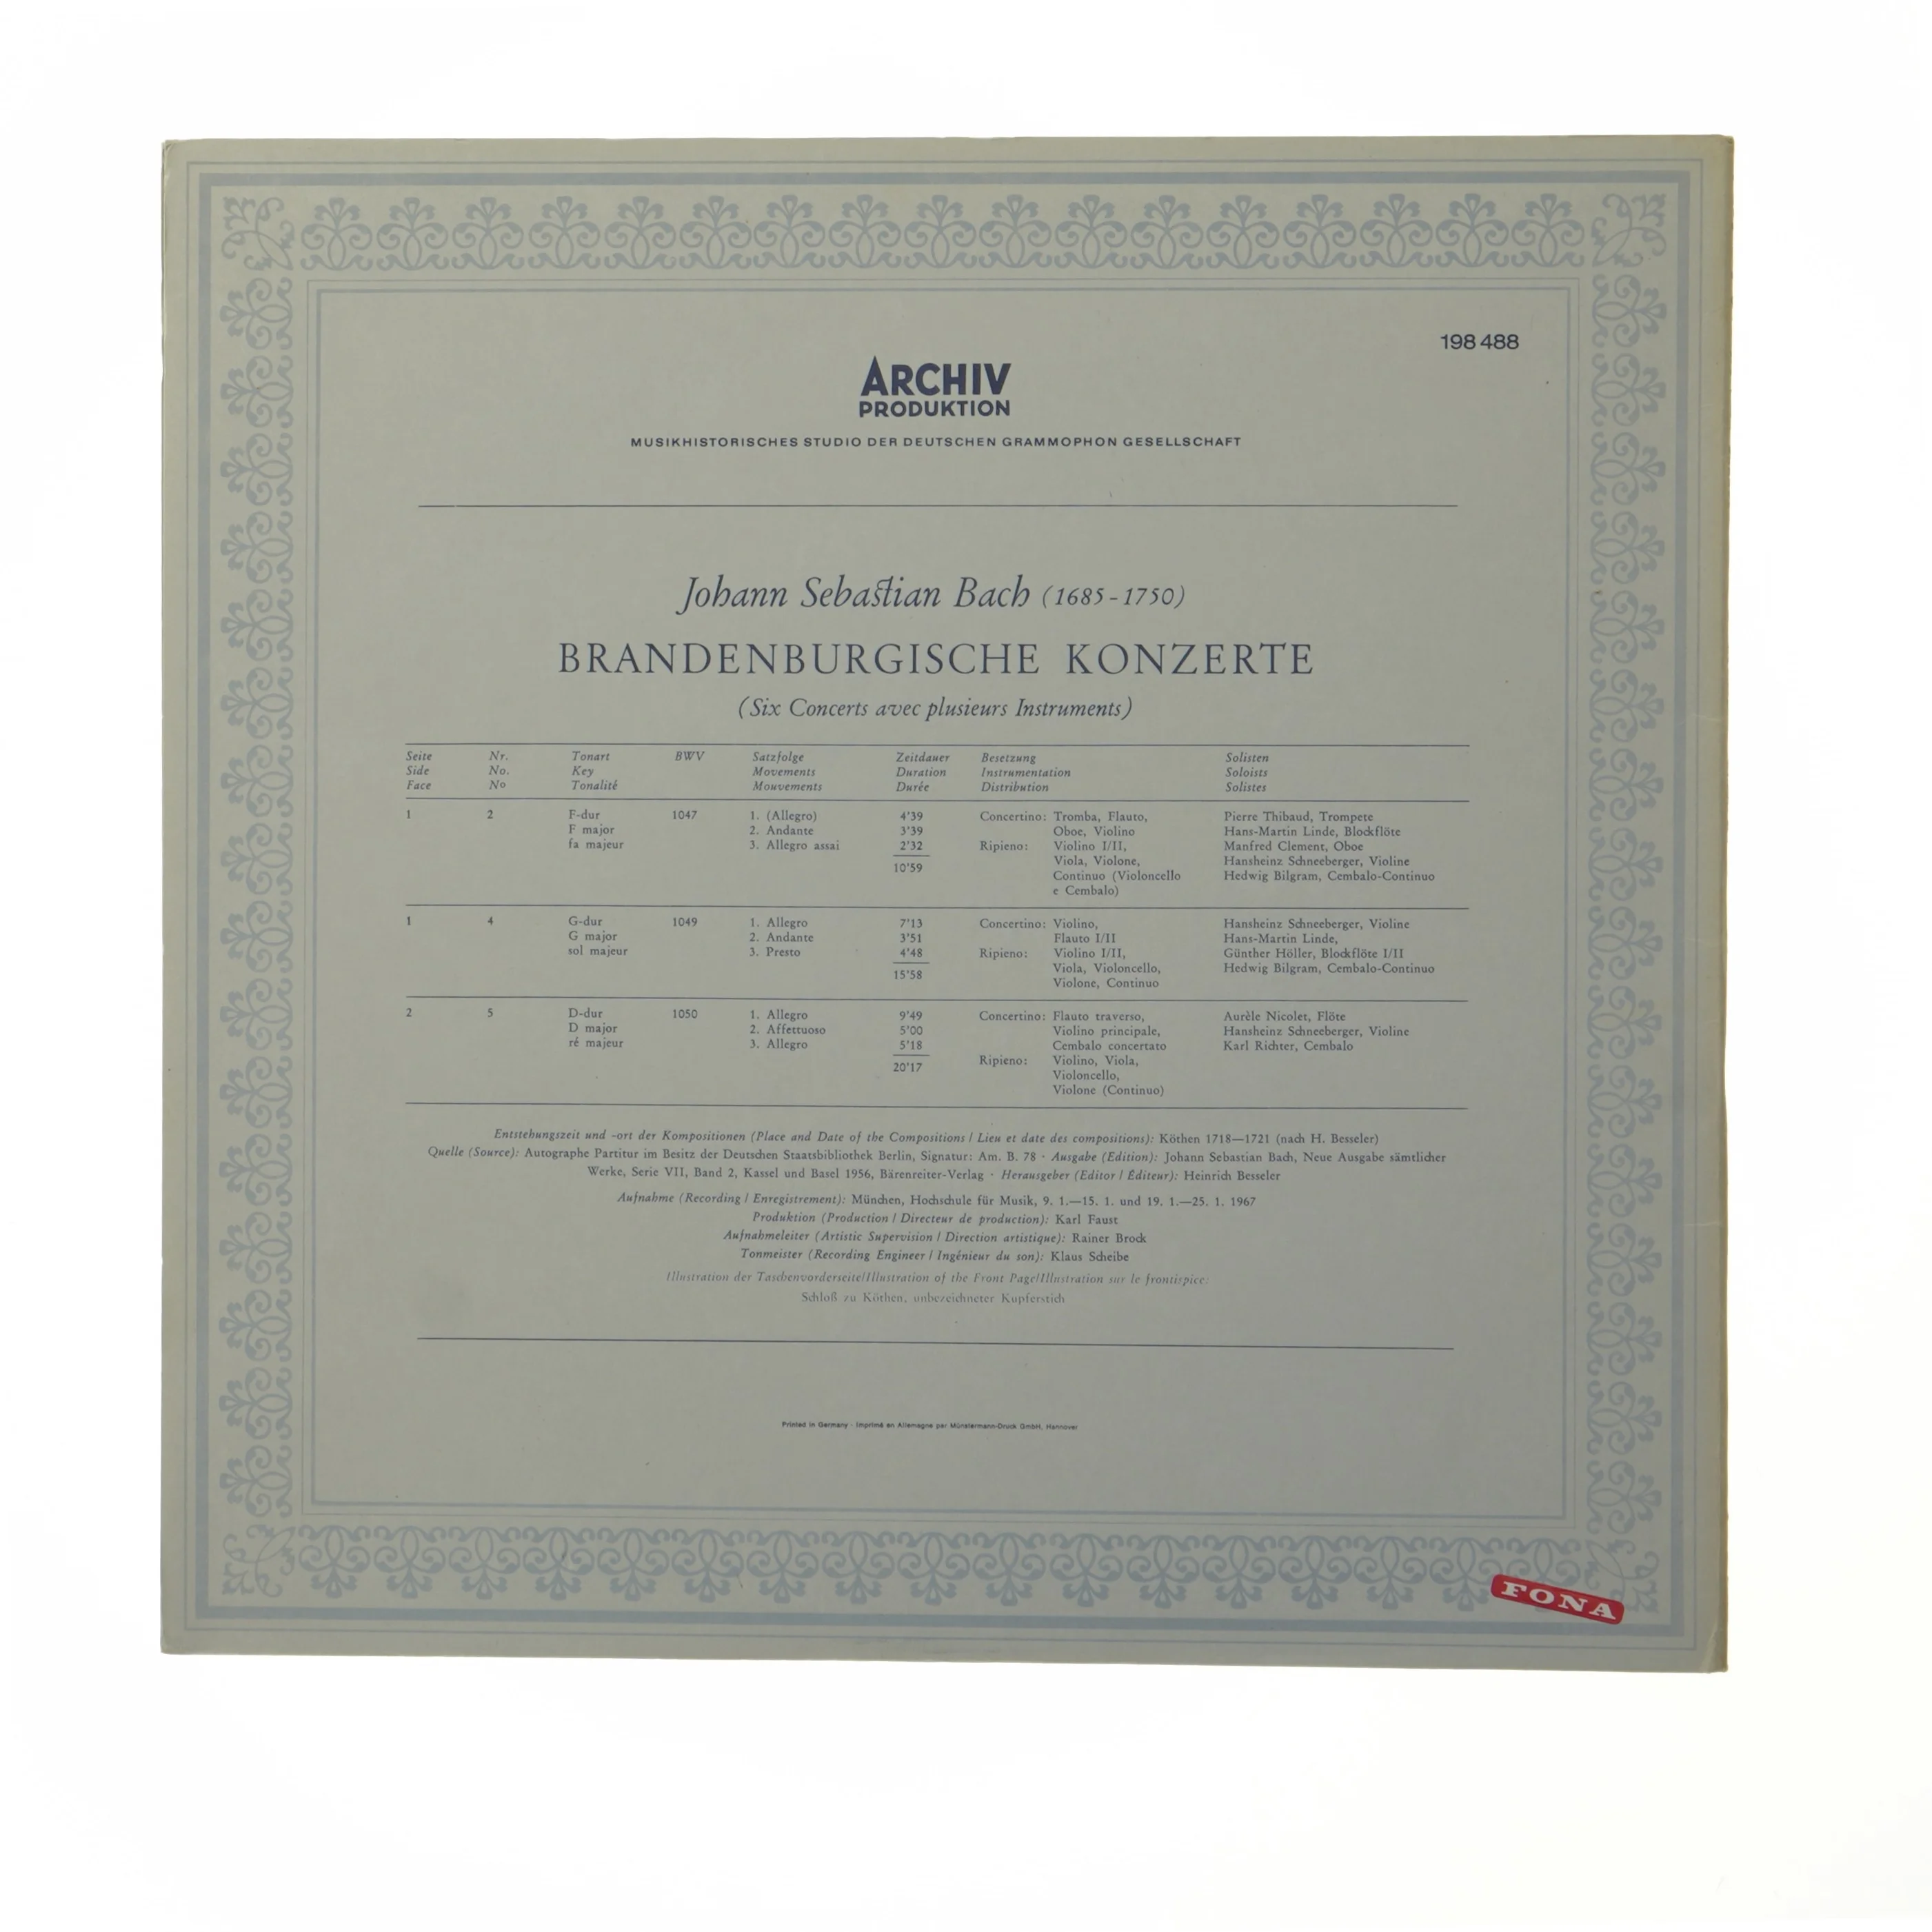 198 488
ARCHIV
PRODUKTION
MUSIKHISTORISCHES STUDIO DER DEUTSCHEN GRAMMOPHON GESELLSCHAFT
Johann Sebastian Bach (1685-1750)
BRANDENBURGISCHE KONZERTE
(Six Concerts avec plusieurs Instruments)
Seite Nr. Tonart BWV Satzfolge Zeitdauer Besetzung Solisten
Side No. Key Movements Duration Instrumentation Soloists
Face No Tonalité Mouvements Durée Distribution Solistes
1 2 F-dur 1047 1. (Allegro) 4'39 Concertino: Tromba, Flauto, Pierre Thibaud, Trompete
F major 2. Andante 3'39 Oboe, Violino Hans-Martin Linde, Blockflöte
fa majeur 3. Allegro assai 2'32 Ripieno: Violino I/II, Manfred Clement, Oboe
Viola, Violone, Hansheinz Schneeberger, Violine
10'59 Continuo (Violoncello Hedwig Bilgram, Cembalo-Continuo
e Cembalo)
1 4 G-dur 1049 1. Allegro 7'13 Concertino: Violino, Hansheinz Schneeberger, Violine
G major 2. Andante 3'51 Flauto I/II Hans-Martin Linde,
sol majeur 3. Presto 4'48 Ripieno: Violino I/II, Günther Höller, Blockflöte I/II
15'58 Viola, Violoncello, Hedwig Bilgram, Cembalo-Continuo
Violone, Continuo
2 5 D-dur 1050 1. Allegro 9'49 Concertino: Flauto traverso, Aurèle Nicolet, Flöte
D major 2. Affettuoso 5'00 Violino principale, Hansheinz Schneeberger, Violine
ré majeur 3. Allegro 5'18 Cembalo concertato Karl Richter, Cembalo
20'17 Ripieno: Violino, Viola,
Violoncello,
Violone (Continuo)
Entstehungszeit und -ort der Kompositionen (Place and Date of the Compositions / Lieu et date des compositions): Köthen 1718—1721 (nach H. Besseler)
Quelle (Source): Autographe Partitur im Besitz der Deutschen Staatsbibliothek Berlin, Signatur: Am. B. 78 · Ausgabe (Edition): Johann Sebastian Bach, Neue Ausgabe sämtlicher
Werke, Serie VII, Band 2, Kassel und Basel 1956, Bärenreiter-Verlag · Herausgeber (Editor / Éditeur): Heinrich Besseler
Aufnahme (Recording / Enregistrement): München, Hochschule für Musik, 9. 1.—15. 1. und 19. 1.—25. 1. 1967
Produktion (Production / Directeur de production): Karl Faust
Aufnahmeleiter (Artistic Supervision / Direction artistique): Rainer Brock
Tonmeister (Recording Engineer / Ingénieur du son): Klaus Scheibe
Illustration der Taschenvorderseite/Illustration of the Front Page/Illustration sur le frontispice:
Schloß zu Köthen, unbezeichneter Kupferstich
Printed in Germany · Imprimé en Allemagne par Münstermann-Druck GmbH, Hannover
FONA